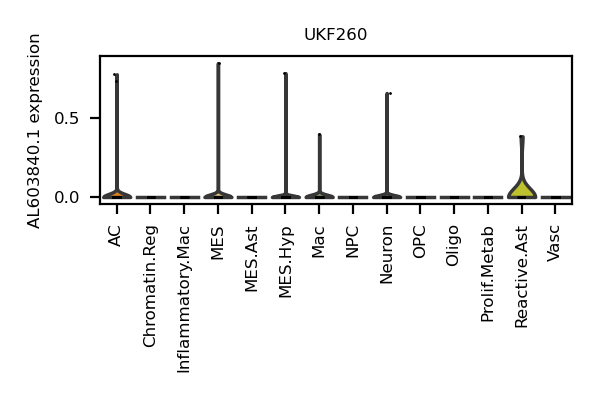 UKF260
AL603840.1 expression
0.5
0.0
AC
Chromatin.Reg
Inflammatory.Mac
MES
MES.Ast
MES.Hyp
Mac
NPC
Neuron
OPC
Oligo
Prolif.Metab
Reactive.Ast
Vasc